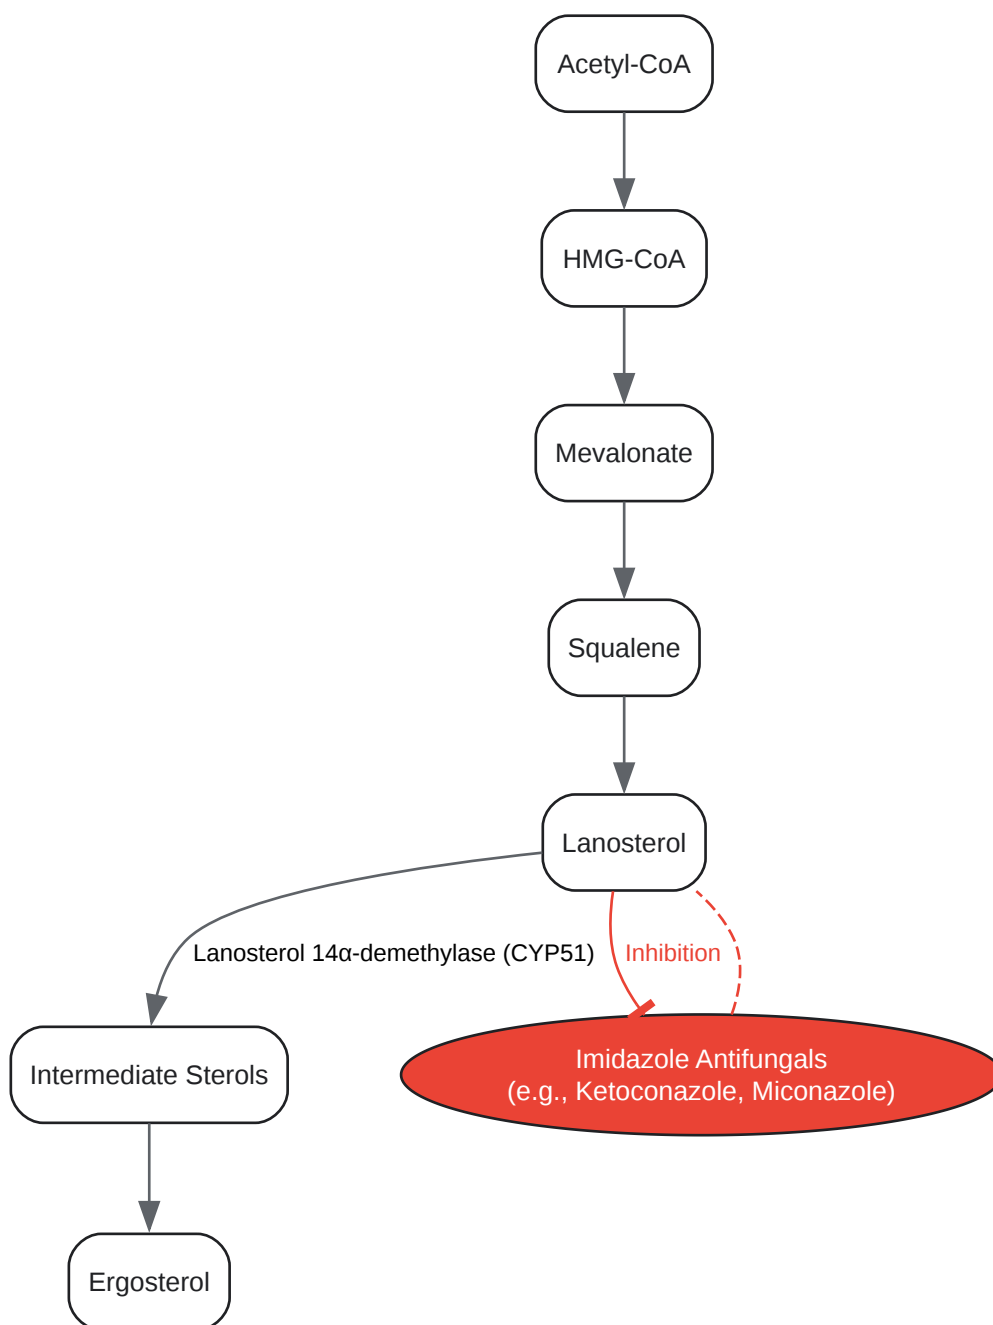 Acetyl-CoA
HMG-CoA
Mevalonate
Squalene
Lanosterol
Lanosterol 14α-demethylase (CYP51)
Inhibition
Intermediate Sterols
Imidazole Antifungals
(e.g., Ketoconazole, Miconazole)
Ergosterol